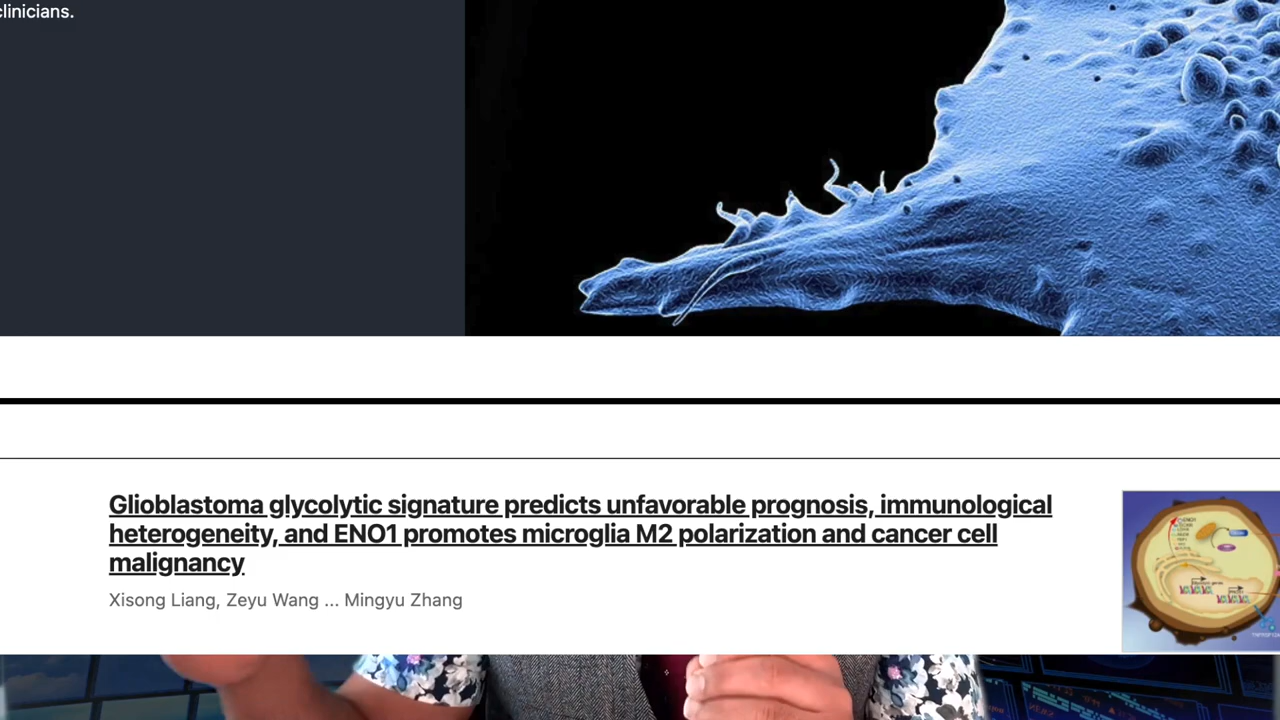 clinicians.
Glioblastoma glycolytic signature predicts unfavorable prognosis, immunological
heterogeneity, and ENO1 promotes microglia M2 polarization and cancer cell
malignancy
Xisong Liang, Zeyu Wang ... Mingyu Zhang